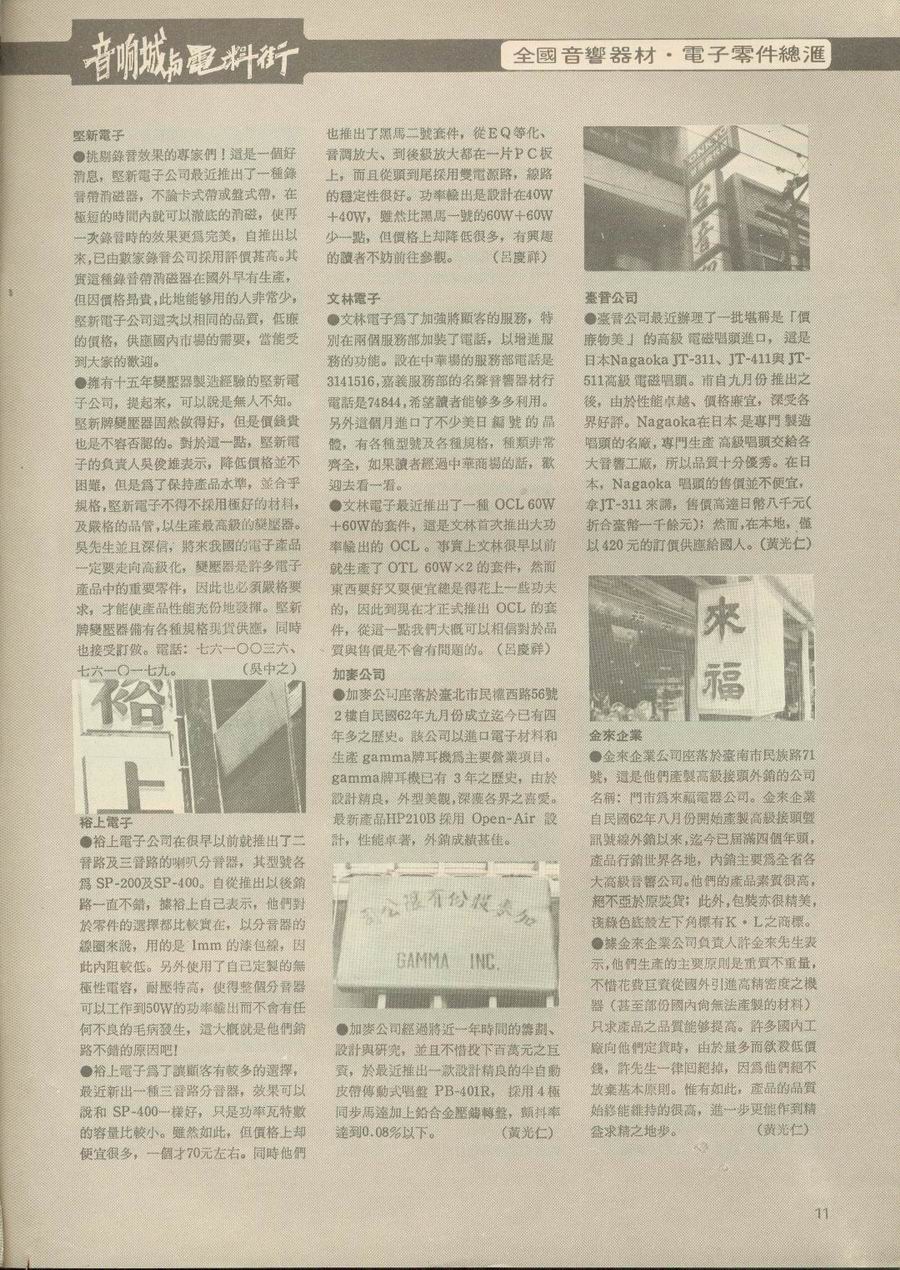 音响城与電料街
全國音響器材・電子零件總滙
堅新電子
●挑剔錄音效果的專家們！這是一個好
消息，堅新電子公司最近推出了一種錄
音帶消磁器，不論卡式帶或盤式帶，在
極短的時間內就可以澈底的消磁，使再
一次錄音時的效果更爲完美，自推出以
來,已由數家錄音公司採用評價甚高。其
實這種錄音帶消磁器在國外早有生產，
但因價格昂貴,此地能够用的人非常少，
堅新電子公司這次以相同的品質，低廉
的價格，供應國內市場的需要，當能受
到大家的歡迎。
●擁有十五年變壓器製造經驗的堅新電
子公司，提起來，可以說是無人不知。
堅新牌變壓器固然做得好，但是價錢貴
也是不容否認的。對於這一點，堅新電
子的負責人吳俊雄表示，降低價格並不
困難，但是爲了保持產品水準，並合乎
規格,堅新電子不得不採用極好的材料，
及嚴格的品管,以生產最高級的變壓器。
吳先生並且深信，將來我國的電子產品
一定要走向高級化，變壓器是許多電子
產品中的重要零件，因此也必須嚴格要
求，才能使產品性能充份地發揮。堅新
牌變壓器備有各種規格現貨供應，同時
也接受訂做。電話：七六一〇〇三六、
七六一〇一七九。　　　（吳中之）
裕上
裕上電子
●裕上電子公司在很早以前就推出了二
音路及三音路的喇叭分音器，其型號各
爲 SP-200及SP-400。自從推出以後銷
路一直不錯，據裕上自己表示，他們對
於零件的選擇都比較實在，以分音器的
線圈來說，用的是 1mm 的漆包線，因
此內阻較低。另外使用了自己定製的無
極性電容，耐壓特高，使得整個分音器
可以工作到50W的功率輸出而不會有任
何不良的毛病發生，這大概就是他們銷
路不錯的原因吧！
●裕上電子爲了讓顧客有較多的選擇，
最近新出一種三音路分音器，效果可以
說和 SP-400一樣好，只是功率瓦特數
的容量比較小。雖然如此，但價格上却
便宜很多，一個才70元左右。同時他們
也推出了黑馬二號套件，從EQ等化、
音調放大、到後級放大都在一片PC板
上，而且從頭到尾採用雙電源路，線路
的穩定性很好。功率輸出是設計在40W
+40W，雖然比黑馬一號的60W+60W
少一點，但價格上却降低很多，有興趣
的讀者不妨前往參觀。　　（呂慶祥）
文林電子
●文林電子爲了加強將顧客的服務，特
別在兩個服務部加裝了電話，以增進服
務的功能。設在中華場的服務部電話是
3141516,嘉義服務部的名聲音響器材行
電話是74844,希望讀者能够多多利用。
另外這個月進口了不少美日編號的晶
體，有各種型號及各種規格，種類非常
齊全，如果讀者經過中華商場的話，歡
迎去看一看。
●文林電子最近推出了一種 OCL 60W
+60W的套件，這是文林首次推出大功
率輸出的 OCL 。事實上文林很早以前
就生產了 OTL 60W×2 的套件，然而
東西要好又要便宜總是得花上一些功夫
的，因此到現在才正式推出 OCL 的套
件，從這一點我們大概可以相信對於品
質與售價是不會有問題的。（呂慶祥）
加麥公司
●加麥公司座落於臺北市民權西路56號
2 樓自民國62年九月份成立迄今已有四
年多之歷史。該公司以進口電子材料和
生產 gamma牌耳機爲主要營業項目。
gamma牌耳機已有 3 年之歷史，由於
設計精良，外型美觀,深獲各界之喜愛。
最新產品HP210B 採用 Open-Air 設
計，性能卓著，外銷成績甚佳。
司公限有份股麥加
GAMMA INC.
●加麥公司經過將近一年時間的籌劃、
設計與研究，並且不惜投下百萬元之巨
資，於最近推出一款設計精良的半自動
皮帶傳動式唱盤 PB-401R， 採用 4 極
同步馬達加上鋁合金壓鑄轉盤，顫抖率
達到0.08%以下。　　　　（黃光仁）
台音
臺音公司
●臺音公司最近辦理了一批堪稱是「價
廉物美」的高級 電磁唱頭進口， 這是
日本Nagaoka JT-311、JT-411與 JT-
511高級 電磁唱頭。市自九月份 推出之
後，由於性能卓越、價格廉宜，深受各
界好評。Nagaoka在日本 是專門 製造
唱頭的名廠,專門生產 高級唱頭交給各
大音響工廠，所以品質十分優秀。在日
本，Nagaoka 唱頭的售價並不便宜，
拿JT-311 來講，售價高達日幣八千元(
折合臺幣一千餘元)；然而,在本地，僅
以 420 元的訂價供應給國人。(黃光仁)
來福
金來企業
●金來企業公司座落於臺南市民族路71
號，這是他們產製高級接頭外銷的公司
名稱：門市爲來福電器公司。金來企業
自民國62年八月份開始產製高級接頭暨
訊號線外銷以來,迄今已屆滿四個年頭，
產品行銷世界各地，內銷主要爲全省各
大高級音響公司。他們的產品素質很高，
絕不亞於原裝貨；此外,包裝亦很精美，
淺綠色底鼓左下角標有K・L之商標。
●據金來企業公司負責人許金來先生表
示,他們生產的主要原則是重質不重量，
不惜花費巨資從國外引進高精密度之機
器（甚至部份國內尙無法產製的材料）
只求產品之品質能够提高。許多國內工
廠向他們定貨時，由於量多而欲殺低價
錢，許先生一律回絕掉，因爲他們絕不
放棄基本原則。惟有如此，產品的品質
始終能維持的很高，進一步更能作到精
益求精之地步。　　　　（黃光仁）
11